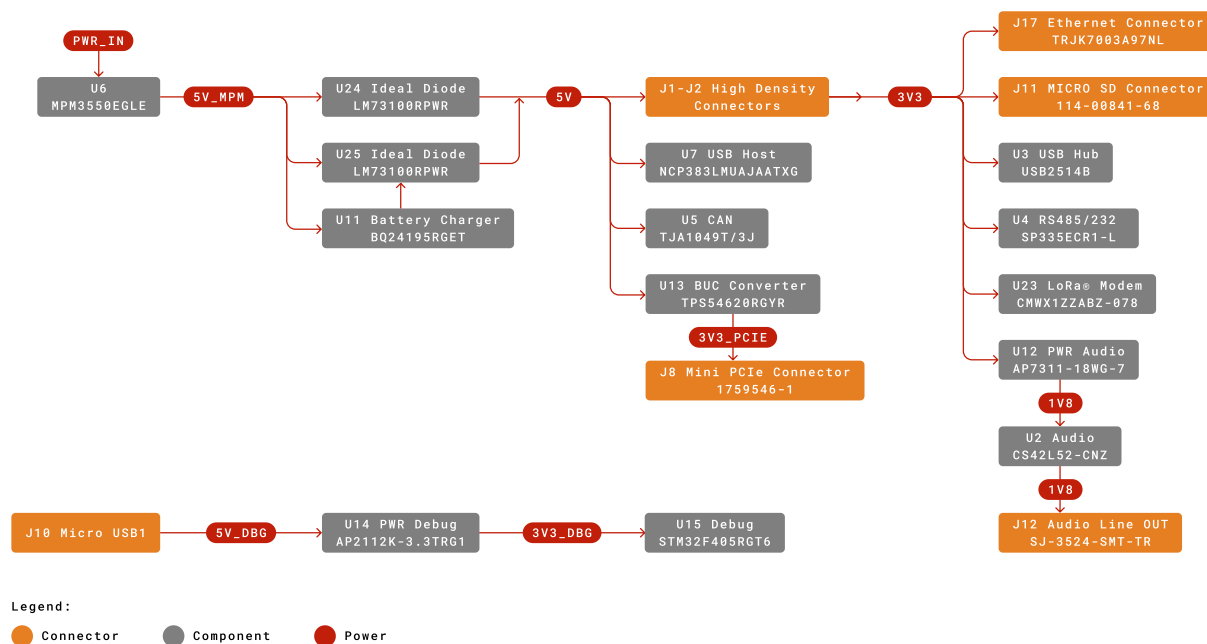 PWR_IN
U6
MPM3550EGLE
5V_MPM
U24 Ideal Diode
LM73100RPWR
U25 Ideal Diode
LM73100RPWR
U11 Battery Charger
BQ24195RGET
5V
J1-J2 High Density
Connectors
U7 USB Host
NCP383LMUAJAATXG
U5 CAN
TJA1049T/3J
U13 BUC Converter
TPS54620RGYR
3V3_PCIE
J8 Mini PCIe Connector
1759546-1
3V3
J17 Ethernet Connector
TRJK7003A97NL
J11 MICRO SD Connector
114-00841-68
U3 USB Hub
USB2514B
U4 RS485/232
SP335ECR1-L
U23 LoRa® Modem
CMWX1ZZABZ-078
U12 PWR Audio
AP7311-18WG-7
1V8
U2 Audio
CS42L52-CNZ
1V8
J12 Audio Line OUT
SJ-3524-SMT-TR
J10 Micro USB1
5V_DBG
U14 PWR Debug
AP2112K-3.3TRG1
3V3_DBG
U15 Debug
STM32F405RGT6
Legend:
Connector
Component
Power